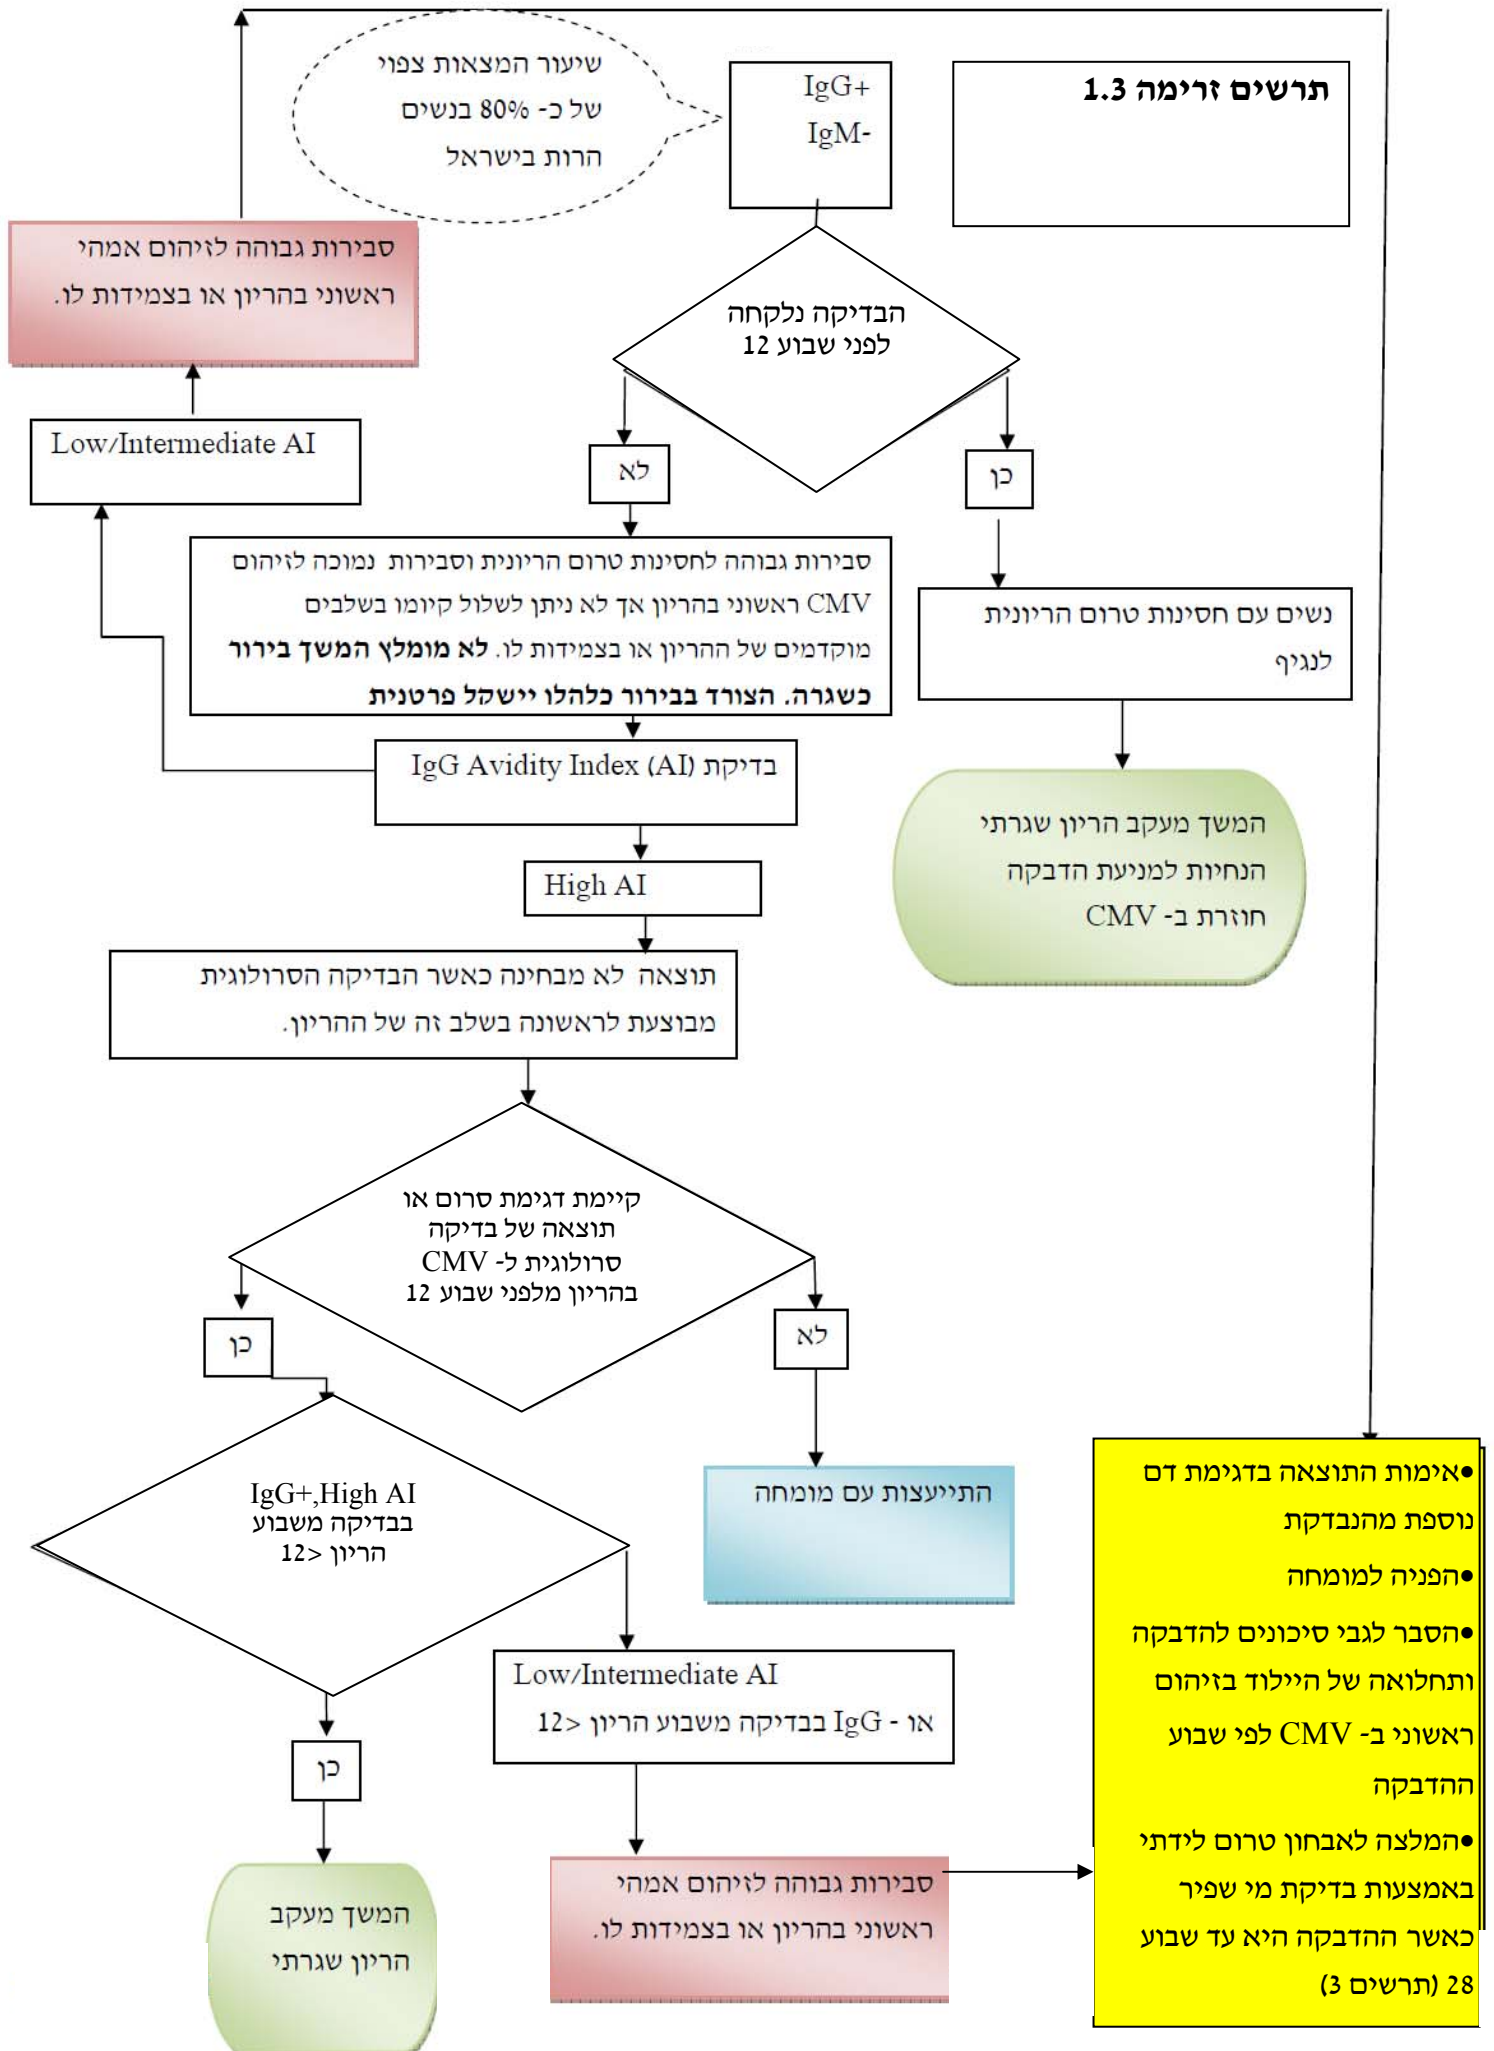 תרשים זרימה 1.3
IgG+
IgM-
שיעור המצאות צפוי
של כ- 80% בנשים
הרות בישראל
סבירות גבוהה לזיהום אמהי
ראשוני בהריון או בצמידות לו.
הבדיקה נלקחה
לפני שבוע 12
Low/Intermediate AI
לא
כן
סבירות גבוהה לחסינות טרום הריונית וסבירות נמוכה לזיהום
CMV ראשוני בהריון אך לא ניתן לשלול קיומו בשלבים
מוקדמים של ההריון או בצמידות לו. לא מומלץ המשך בירור
כשגרה. הצורד בבירור כלהלו יישקל פרטנית
נשים עם חסינות טרום הריונית
לנגיף
בדיקת IgG Avidity Index (AI)
המשך מעקב הריון שגרתי
הנחיות למניעת הדבקה
חוזרת ב- CMV
High AI
תוצאה לא מבחינה כאשר הבדיקה הסרולוגית
מבוצעת לראשונה בשלב זה של ההריון.
קיימת דגימת סרום או
תוצאה של בדיקה
סרולוגית ל- CMV
בהריון מלפני שבוע 12
כן
לא
IgG+,High AI
בבדיקה משבוע
הריון <12
התייעצות עם מומחה
•אימות התוצאה בדגימת דם
נוספת מהנבדקת
•הפניה למומחה
•הסבר לגבי סיכונים להדבקה
ותחלואה של היילוד בזיהום
ראשוני ב- CMV לפי שבוע
ההדבקה
•המלצה לאבחון טרום לידתי
באמצעות בדיקת מי שפיר
כאשר ההדבקה היא עד שבוע
28 (תרשים 3)
Low/Intermediate AI
או - IgG בבדיקה משבוע הריון <12
כן
סבירות גבוהה לזיהום אמהי
ראשוני בהריון או בצמידות לו.
המשך מעקב
הריון שגרתי